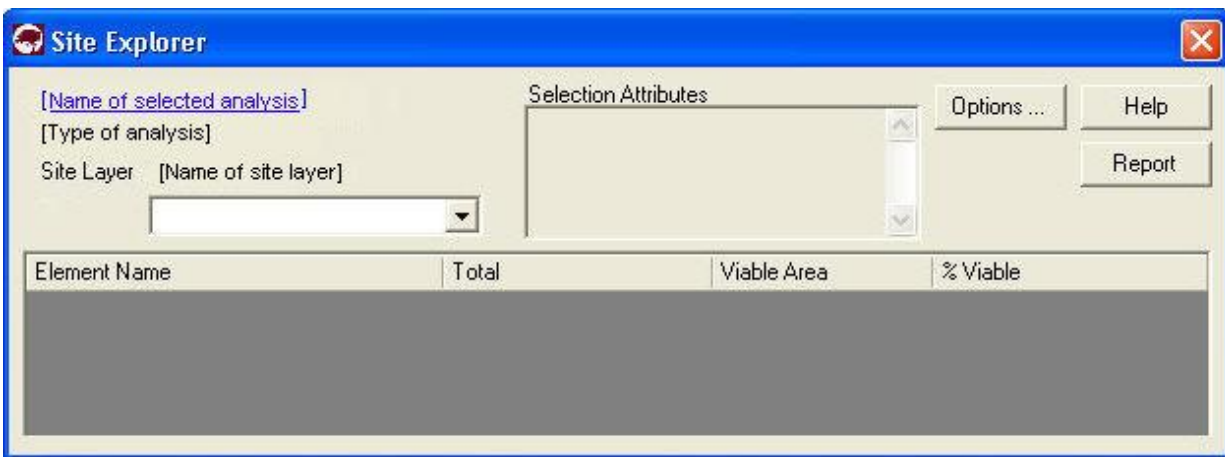 Site Explorer
[Name of selected analysis]
[Type of analysis]
Site Layer [Name of site layer]
Selection Attributes
Options ...
Help
Report
Element Name Total Viable Area % Viable